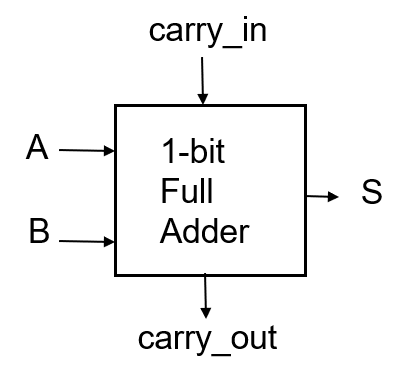 carry_in
A
1-bit
Full
Adder
B
S
carry_out